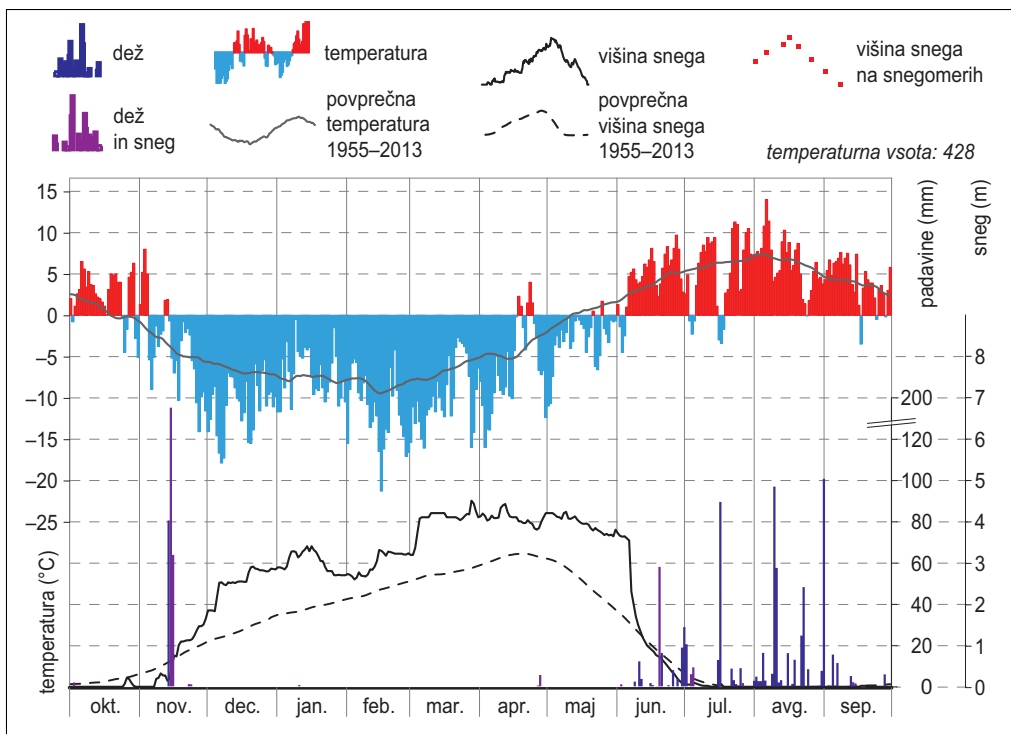 dež
temperatura
višina snega
višina snega
na snegomerih
dež
in sneg
povprečna
temperatura
1955–2013
povprečna
višina snega
1955–2013
temperaturna vsota: 428
15
10
5
0
–5
–10
–15
–20
–25
temperatura (°C)
padavine (mm)
200
120
100
80
60
40
20
0
sneg (m)
8
7
6
5
4
3
2
1
0
okt. nov. dec. jan. feb. mar. apr. maj jun. jul. avg. sep.